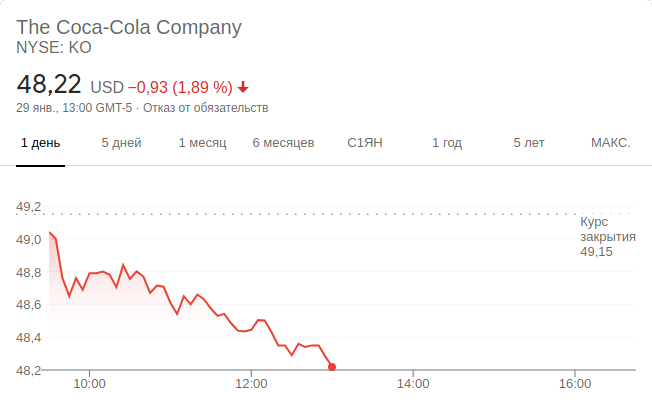 The Coca-Cola Company
NYSE: KO
48,22 USD −0,93 (1,89 %)
29 янв., 13:00 GMT-5 · Отказ от обязательств
1 день 5 дней 1 месяц 6 месяцев С1ЯН 1 год 5 лет МАКС.
49,2
Курс
закрытия
49,15
49,0
48,8
48,6
48,4
48,2
10:00 12:00 14:00 16:00